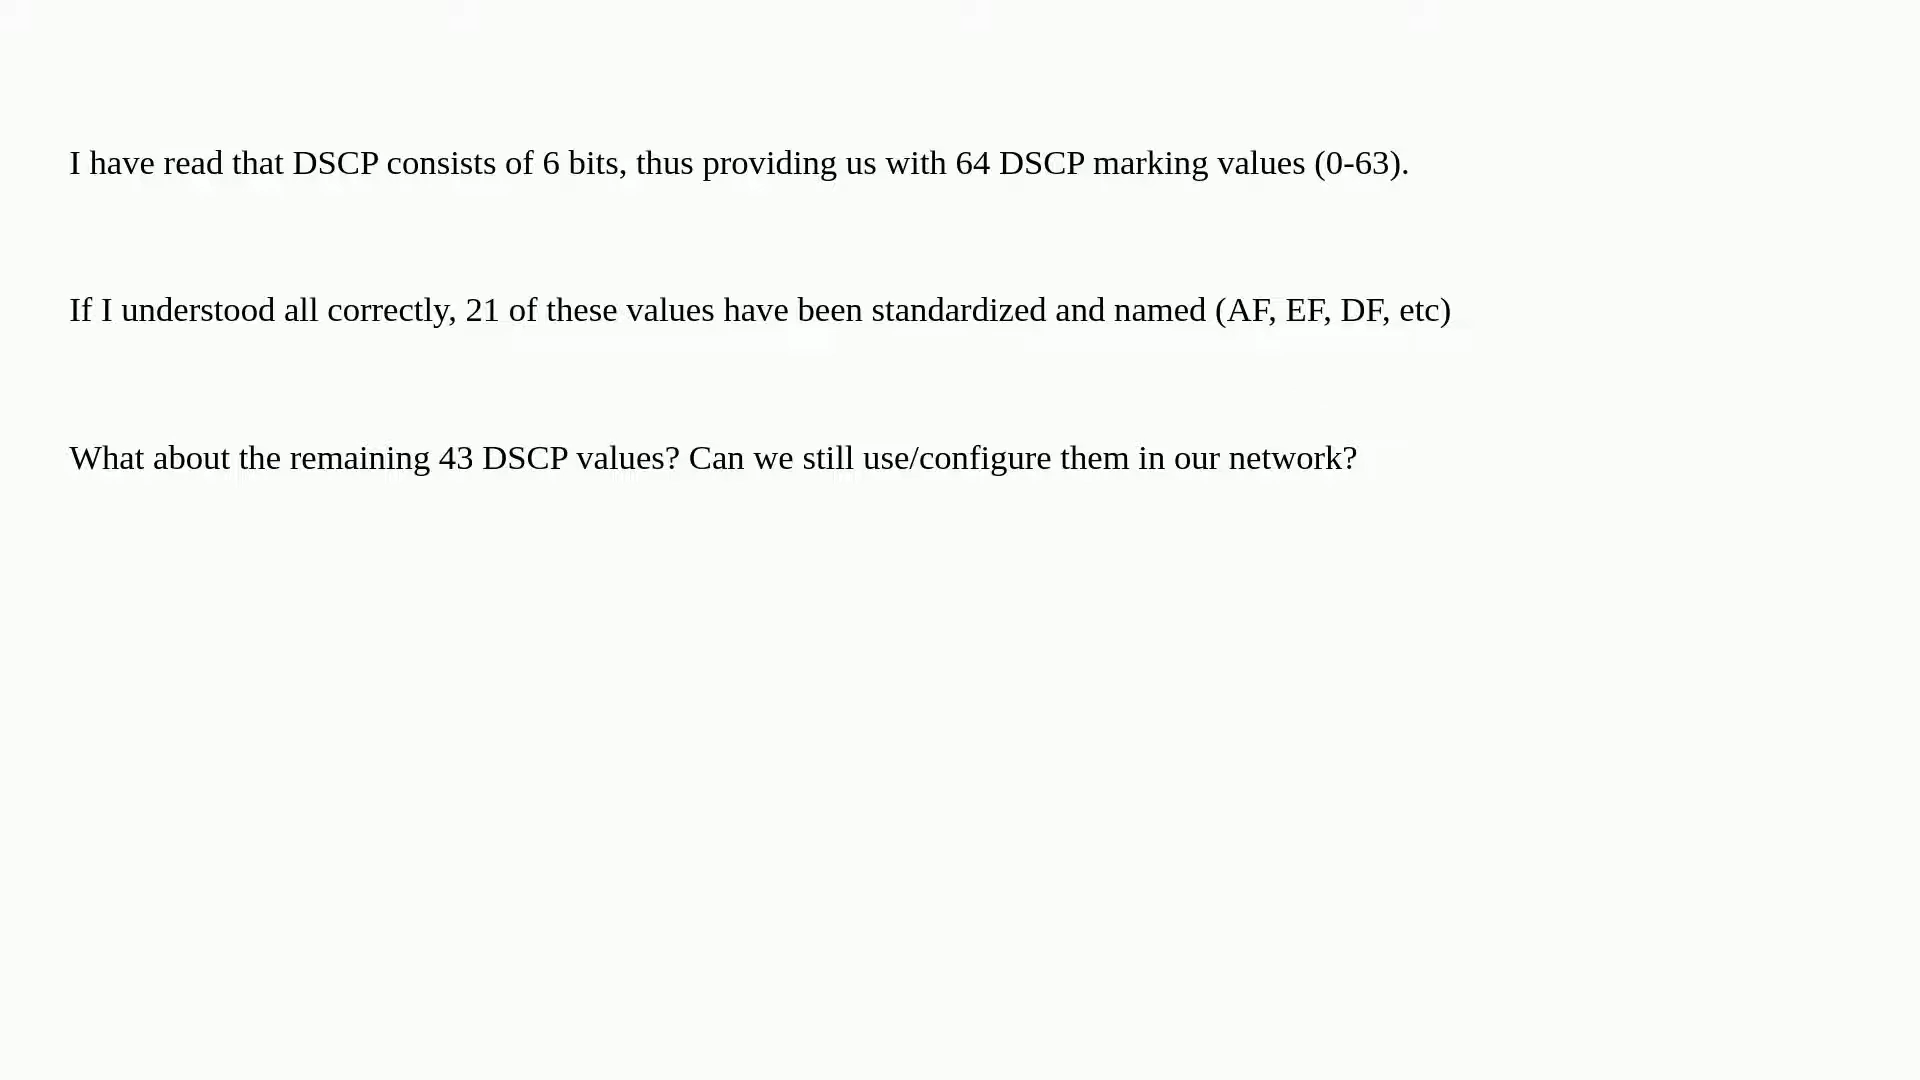 I have read that DSCP consists of 6 bits, thus providing us with 64 DSCP marking values (0-63).
If I understood all correctly, 21 of these values have been standardized and named (AF, EF, DF, etc)
What about the remaining 43 DSCP values? Can we still use/configure them in our network?